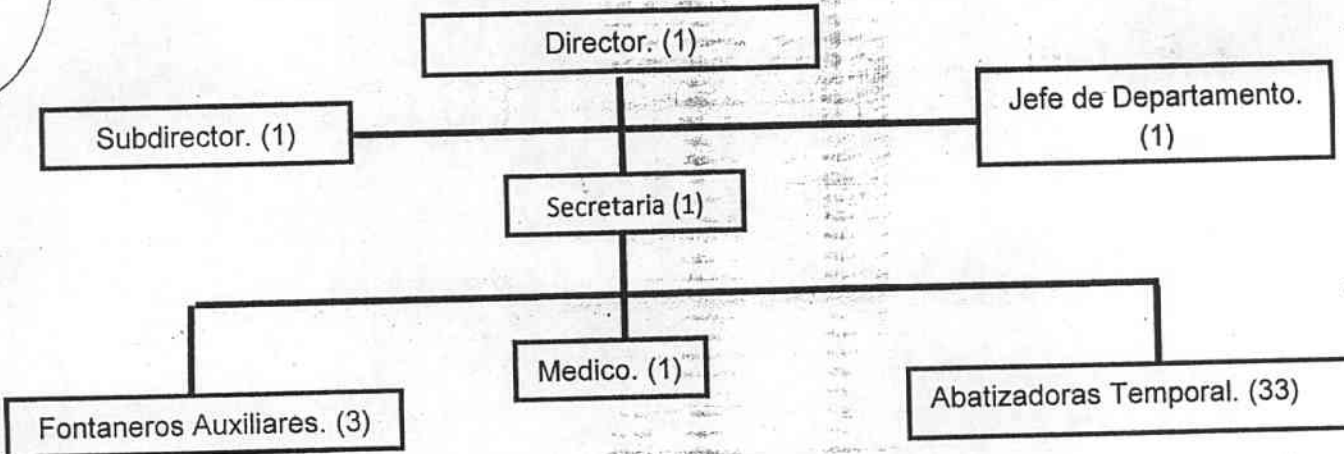 Director. (1)
Subdirector. (1)
Jefe de Departamento.
(1)
Secretaria (1)
Medico. (1)
Fontaneros Auxiliares. (3)
Abatizadoras Temporal. (33)